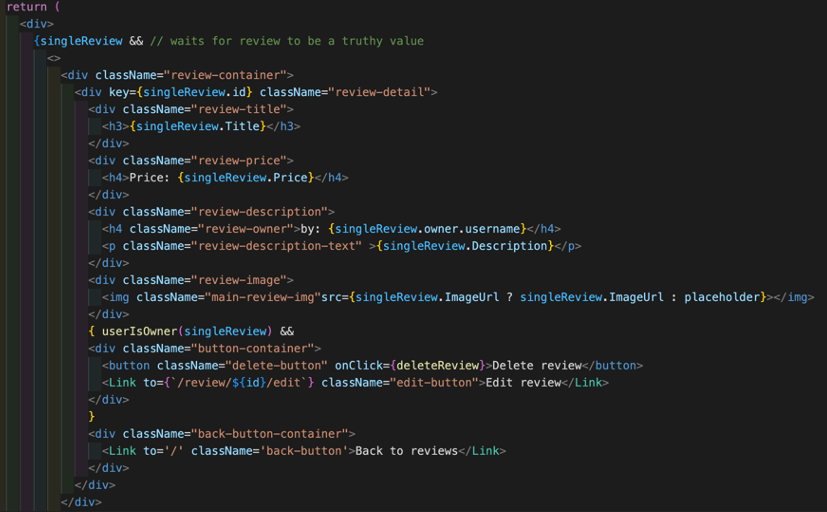 return (
<div>
{singleReview && // waits for review to be a truthy value
<>
<div className="review-container">
<div key={singleReview.id} className="review-detail">
<div className="review-title">
<h3>{singleReview.Title}</h3>
</div>
<div className="review-price">
<h4>Price: {singleReview.Price}</h4>
</div>
<div className="review-description">
<h4 className="review-owner">by: {singleReview.owner.username}</h4>
<p className="review-description-text" >{singleReview.Description}</p>
</div>
<div className="review-image">
<img className="main-review-img"src={singleReview.ImageUrl ? singleReview.ImageUrl : placeholder}></img>
</div>
{ userIsOwner(singleReview) &&
<div className="button-container">
<button className="delete-button" onClick={deleteReview}>Delete review</button>
<Link to={`/review/${id}/edit`} className="edit-button">Edit review</Link>
</div>
}
<div className="back-button-container">
<Link to='/' className='back-button'>Back to reviews</Link>
</div>
</div>
</div>